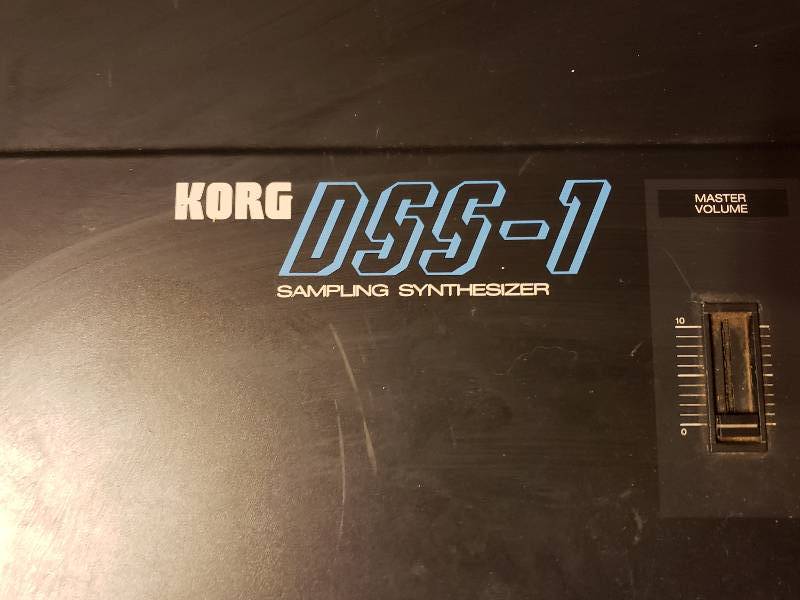 KORG DSS-1
SAMPLING SYNTHESIZER
MASTER
VOLUME
10
0